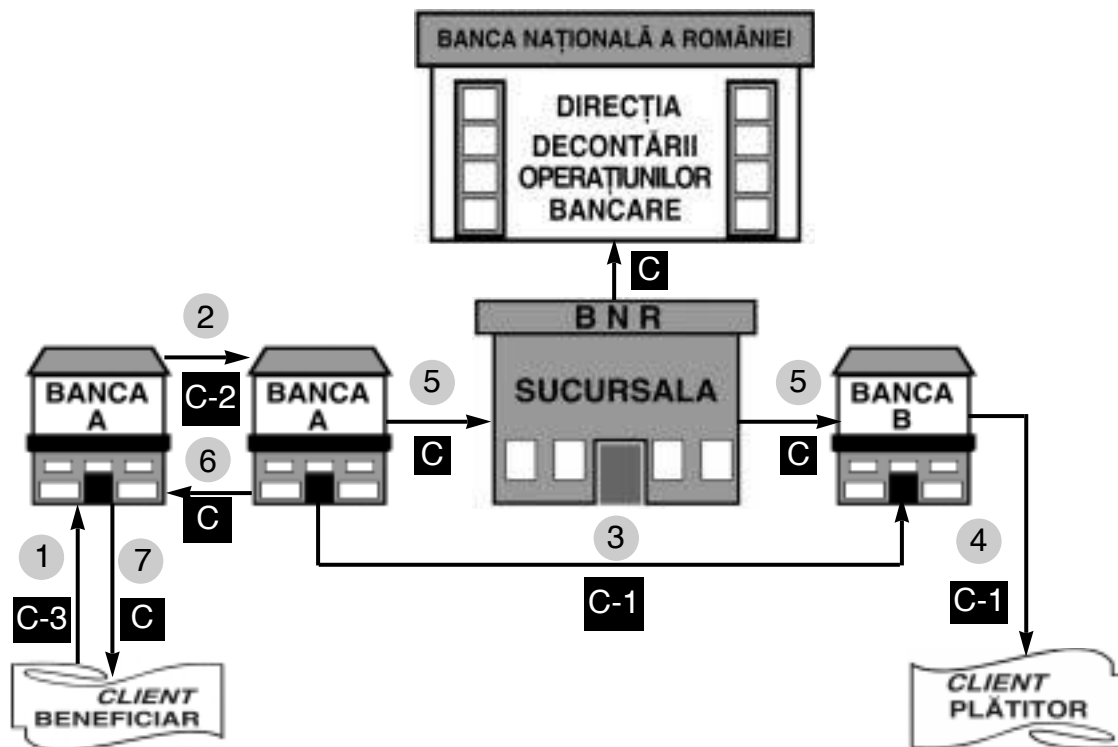 BANCA NAȚIONALĂ A ROMÂNIEI
DIRECȚIA
DECONTĂRII
OPERAȚIUNILOR
BANCARE
C
B N R
SUCURSALA
2
C-2
BANCA
A
BANCA
A
5
C
5
C
BANCA
B
6
C
3
C-1
1
C-3
7
C
4
C-1
CLIENT
BENEFICIAR
CLIENT
PLĂTITOR